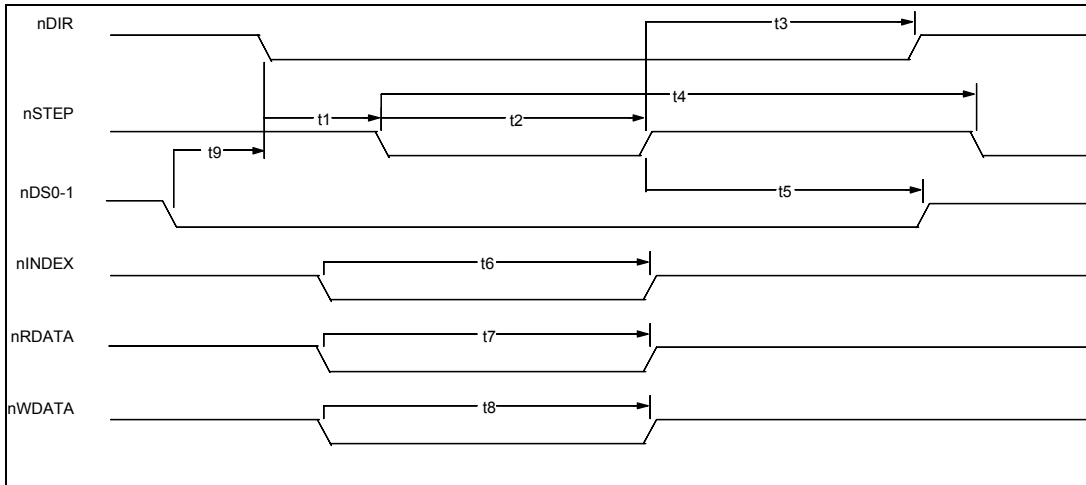 nDIR
t3
nSTEP
t4
t1
t2
t9
nDS0-1
t5
nINDEX
t6
nRDATA
t7
nWDATA
t8